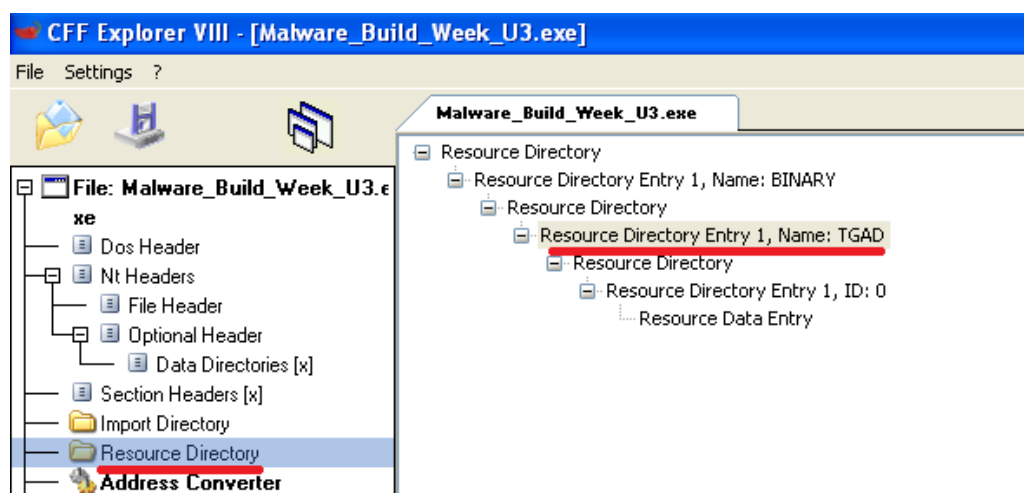 CFF Explorer VIII - [Malware_Build_Week_U3.exe]
File Settings ?
Malware_Build_Week_U3.exe
File: Malware_Build_Week_U3.e
xe
Dos Header
Nt Headers
File Header
Optional Header
Data Directories [x]
Section Headers [x]
Import Directory
Resource Directory
Address Converter
Resource Directory
Resource Directory Entry 1, Name: BINARY
Resource Directory
Resource Directory Entry 1, Name: TGAD
Resource Directory
Resource Directory Entry 1, ID: 0
Resource Data Entry